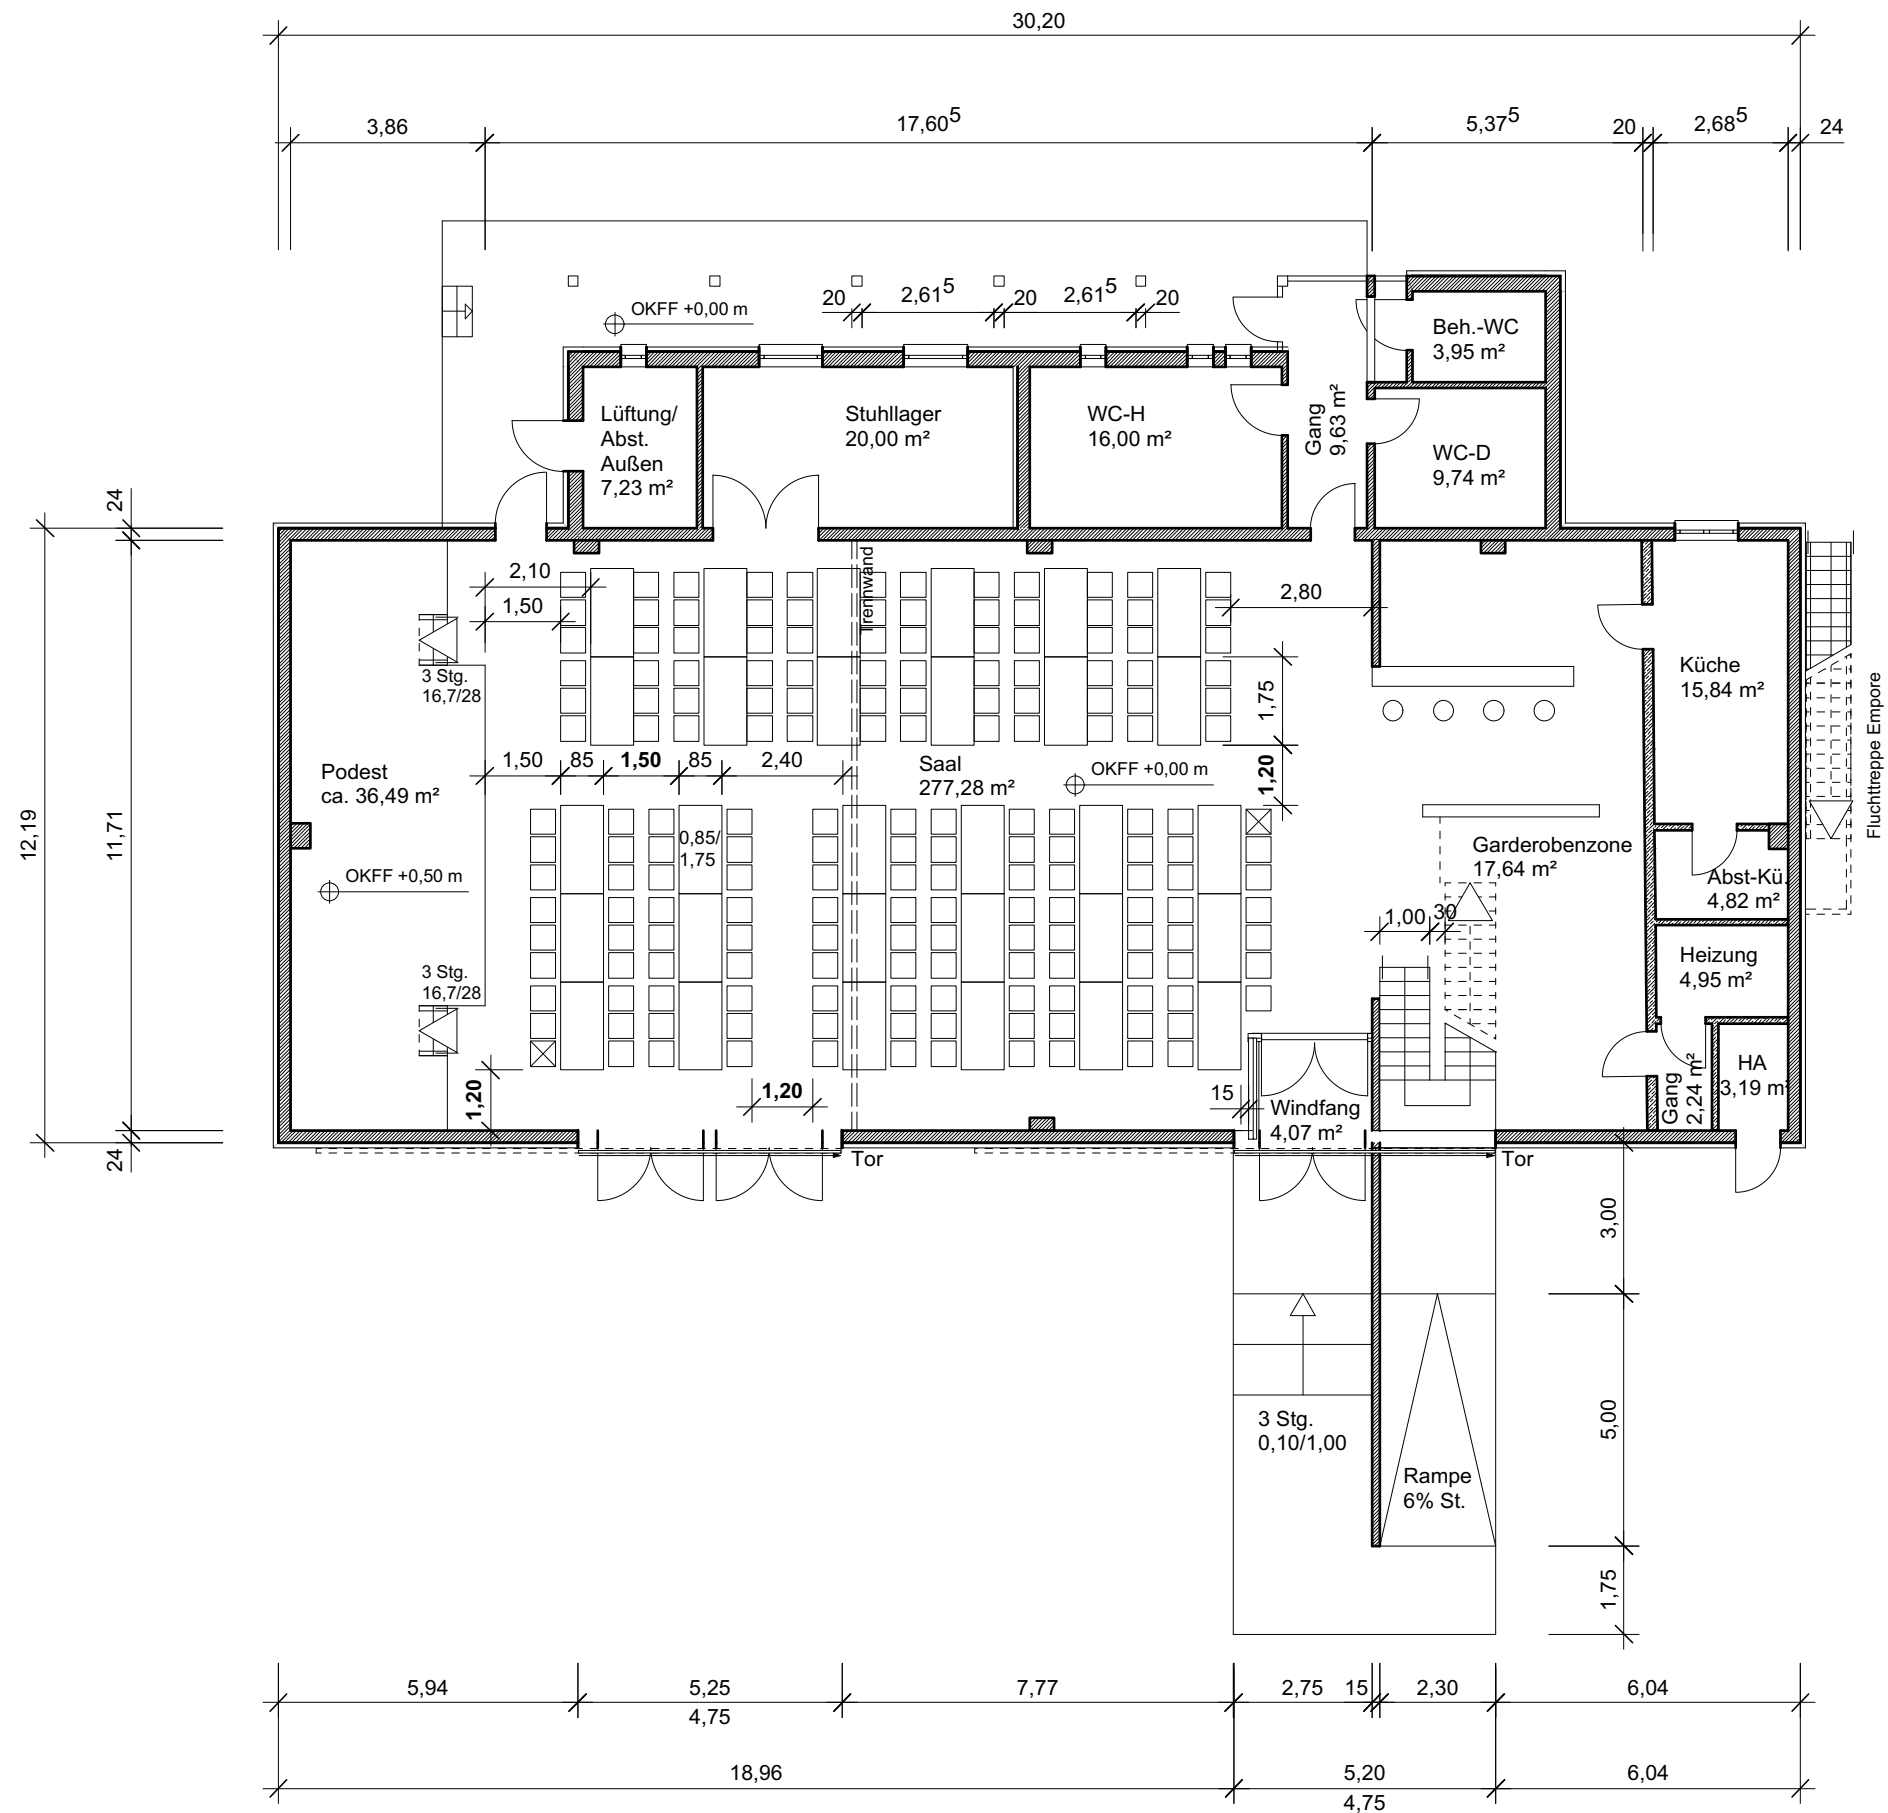 30,20
3,86
17,60⁵
5,37⁵
20
2,68⁵
24
OKFF +0,00 m
20
2,61⁵
20
2,61⁵
20
Beh.-WC
3,95 m²
Lüftung/
Abst.
Außen
7,23 m²
Stuhllager
20,00 m²
WC-H
16,00 m²
Gang
9,63 m²
WC-D
9,74 m²
24
12,19
11,71
24
2,10
1,50
Trennwand
2,80
3 Stg.
16,7/28
1,75
Küche
15,84 m²
Fluchttreppe Empore
Podest
ca. 36,49 m²
1,50
85
1,50
85
2,40
Saal
277,28 m²
OKFF +0,00 m
1,20
0,85/
1,75
Garderobenzone
17,64 m²
OKFF +0,50 m
Abst-Kü.
4,82 m²
1,00
30
3 Stg.
16,7/28
Heizung
4,95 m²
1,20
1,20
15
Windfang
4,07 m²
Gang
2,24 m²
HA
3,19 m²
Tor
Tor
3,00
3 Stg.
0,10/1,00
5,00
Rampe
6% St.
1,75
5,94
5,25
4,75
7,77
2,75
15
2,30
6,04
18,96
5,20
4,75
6,04